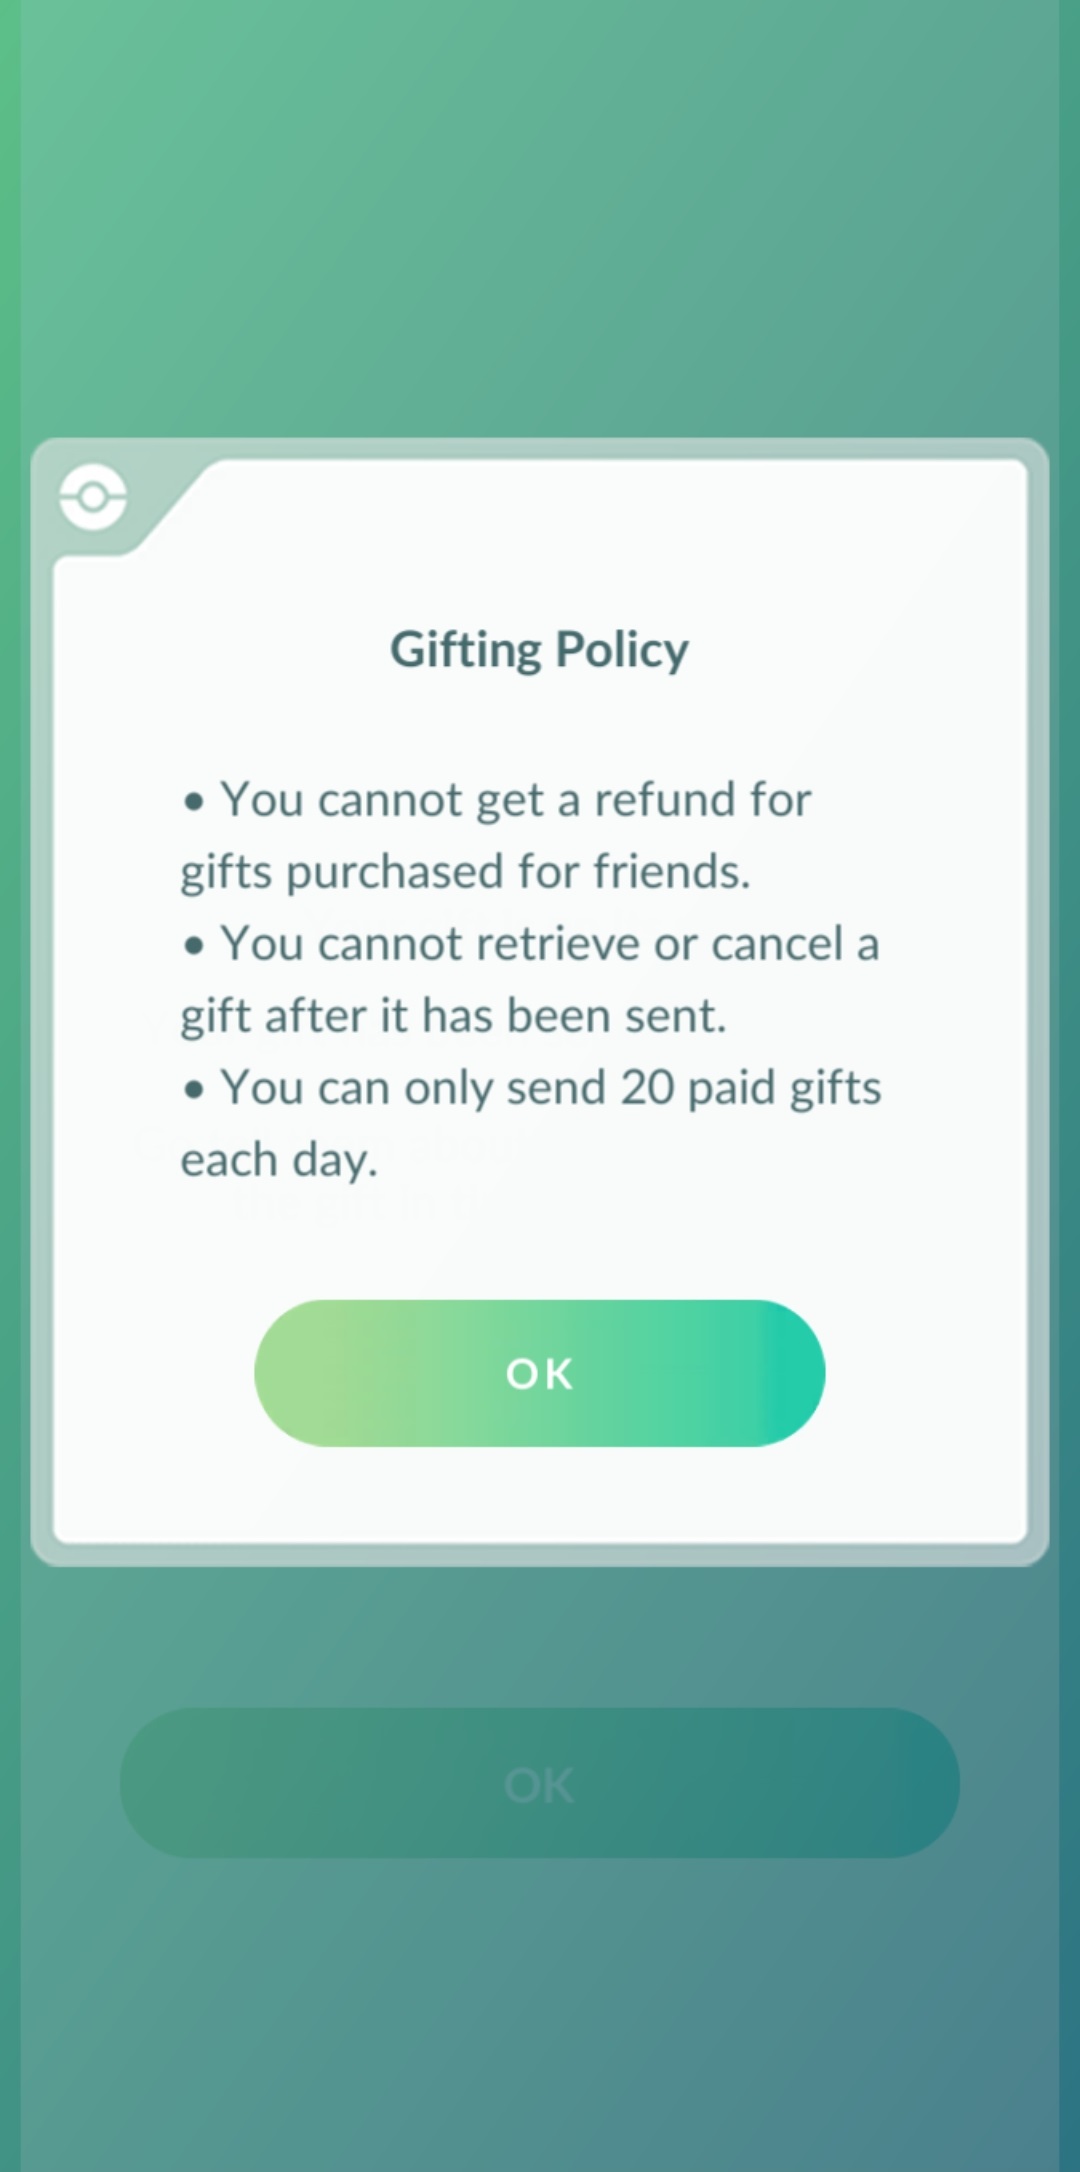 Gifting Policy
• You cannot get a refund for
gifts purchased for friends.
• You cannot retrieve or cancel a
gift after it has been sent.
• You can only send 20 paid gifts
each day.
OK
OK